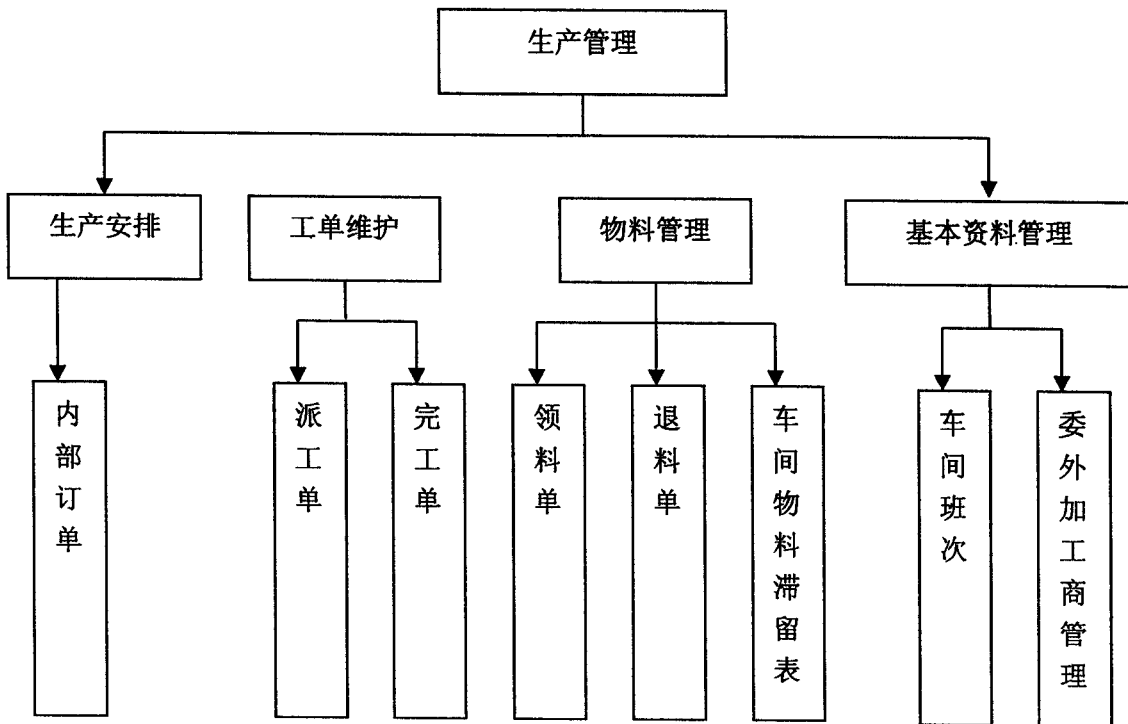 生产管理
生产安排
工单维护
物料管理
基本资料管理
内部订单
派工单
完工单
领料单
退料单
车间物料滞留表
车间班次
委外加工商管理